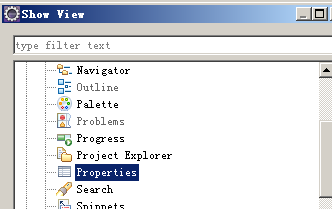 Show View
type filter text
Navigator
Outline
Palette
Problems
Progress
Project Explorer
Properties
Search
Snippets